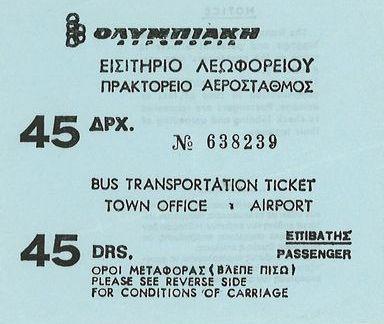 ΟΛΥΜΠΙΑΚΗ
ΑΕΡΟΠΟΡΙΑ
ΕΙΣΙΤΗΡΙΟ ΛΕΩΦΟΡΕΙΟΥ
ΠΡΑΚΤΟΡΕΙΟ ΑΕΡΟΣΤΑΘΜΟΣ
45 ΔΡΧ.
№ 638239
BUS TRANSPORTATION TICKET
TOWN OFFICE AIRPORT
45 DRS.
ΕΠΙΒΑΤΗΣ
PASSENGER
ΟΡΟΙ ΜΕΤΑΦΟΡΑΣ (ΒΛΕΠΕ ΠΙΣΩ)
PLEASE SEE REVERSE SIDE
FOR CONDITIONS OF CARRIAGE